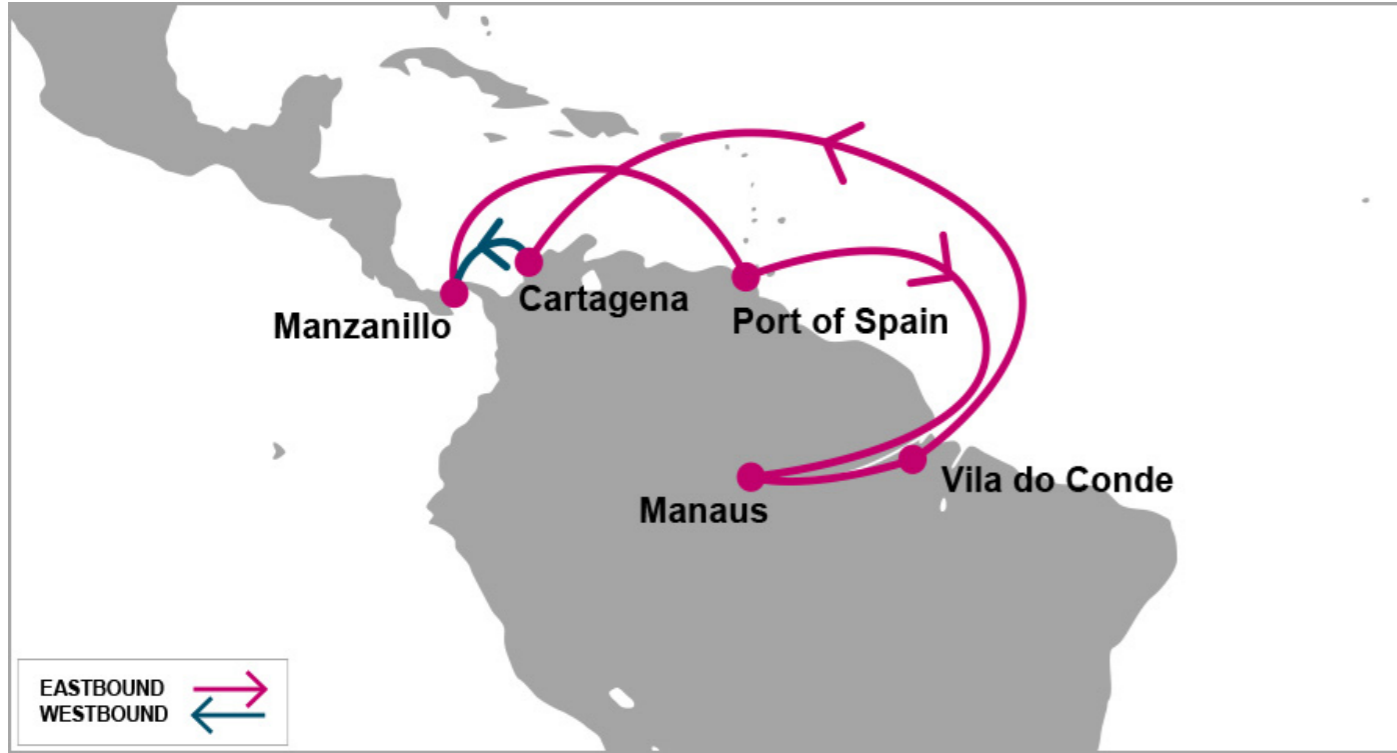 Manzanillo
Cartagena
Port of Spain
Manaus
Vila do Conde
EASTBOUND
WESTBOUND